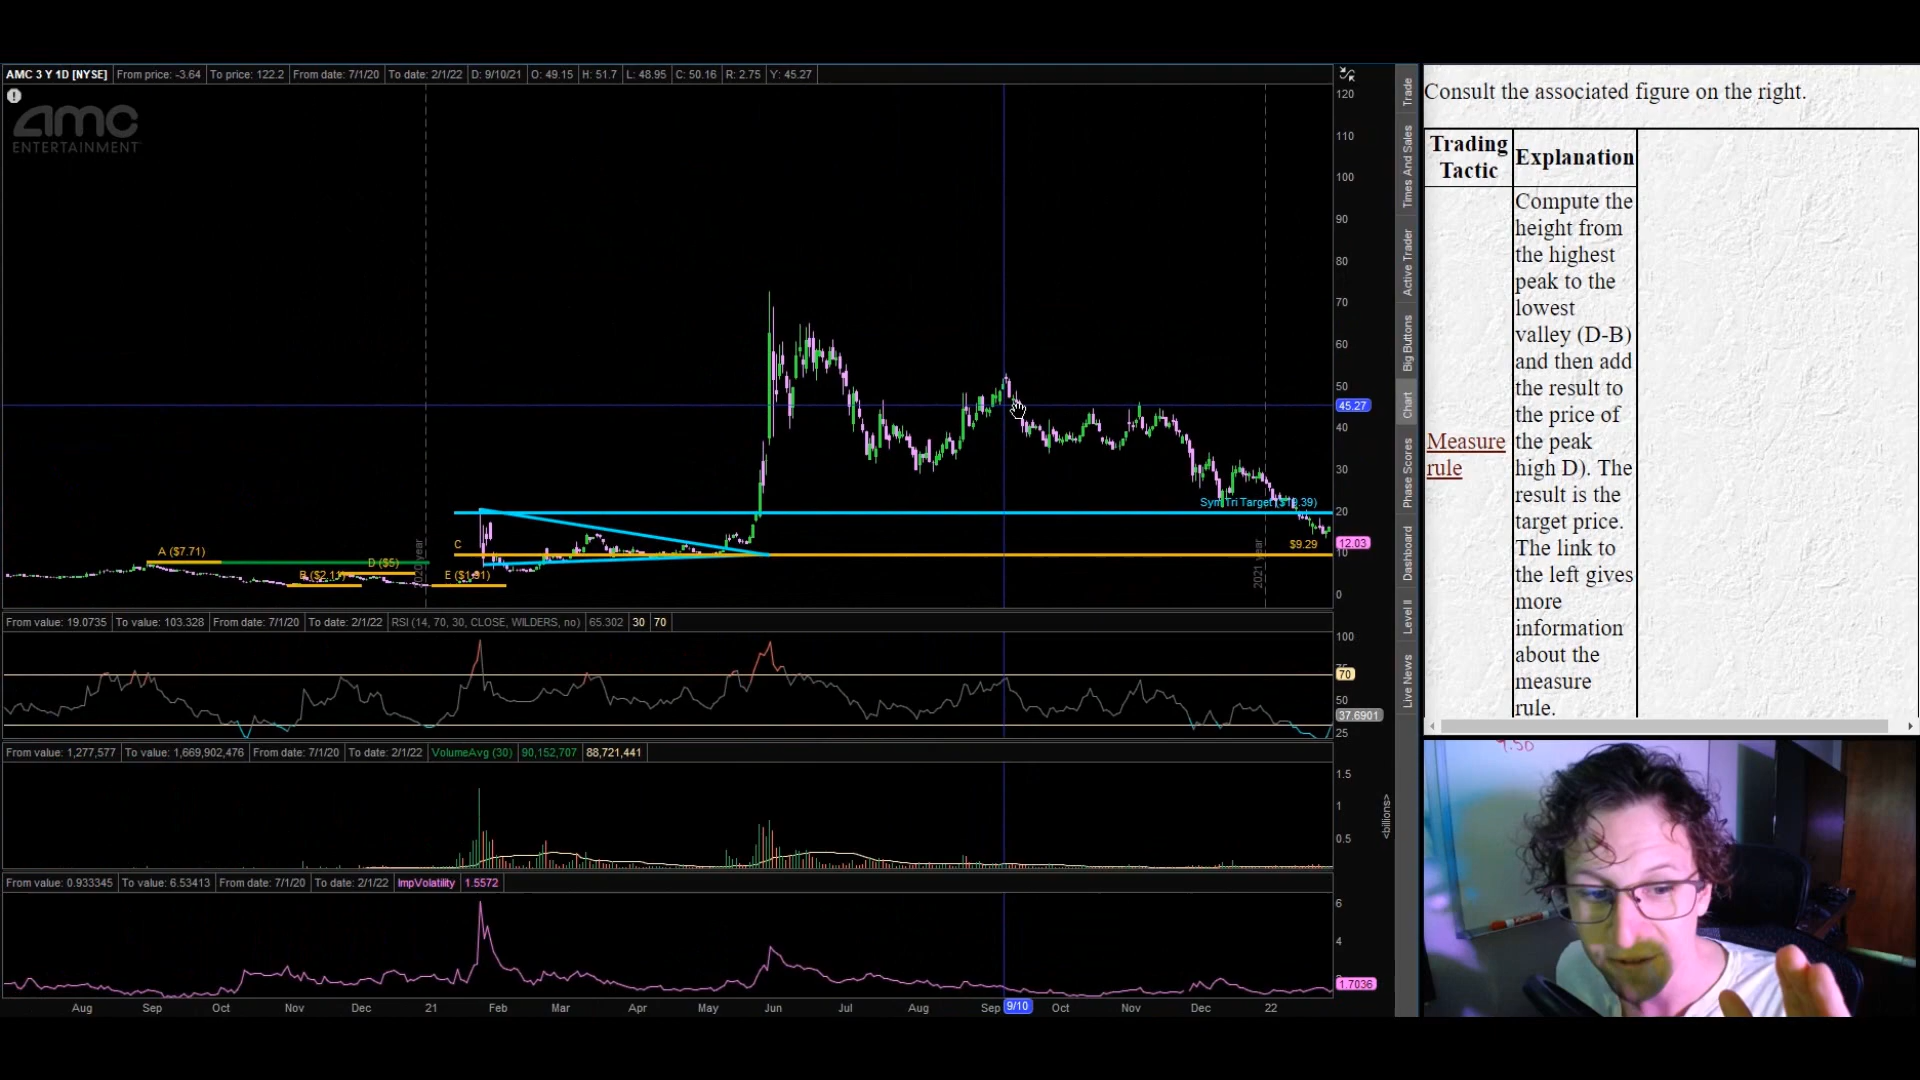 AMC 3 Y 1D [NYSE] From price: -3.64 To price: 122.2 From date: 7/1/20 To date: 2/1/22 D: 9/10/21 O: 49.15 H: 51.7 L: 48.95 C: 50.16 R: 2.75 Y: 45.27
amc
ENTERTAINMENT
120
110
100
90
80
70
60
50
45.27
40
30
20
12.03
10
0
Sym Tri Target
C
$9.29
A ($7.71)
D ($5)
B ($2.11)
E ($1.91)
2020 year
2021 year
From value: 19.0735 To value: 103.328 From date: 7/1/20 To date: 2/1/22 RSI (14, 70, 30, CLOSE, WILDERS, no) 65.302 30 70
100
70
50
37.6901
25
From value: 1,277,577 To value: 1,669,902,476 From date: 7/1/20 To date: 2/1/22 VolumeAvg (30) 90,152,707 88,721,441
1.5
1
0.5
<billions>
From value: 0.933345 To value: 6.53413 From date: 7/1/20 To date: 2/1/22 ImpVolatility 1.5572
6
4
1.7036
Aug Sep Oct Nov Dec 21 Feb Mar Apr May Jun Jul Aug Sep 9/10 Oct Nov Dec 22
Trade
Times And Sales
Active Trader
Big Buttons
Chart
Phase Scores
Dashboard
Level II
Live News
Consult the associated figure on the right.
Trading
Tactic
Explanation
Measure
rule
Compute the
height from
the highest
peak to the
lowest
valley (D-B)
and then add
the result to
the price of
the peak
high D). The
result is the
target price.
The link to
the left gives
more
information
about the
measure
rule.